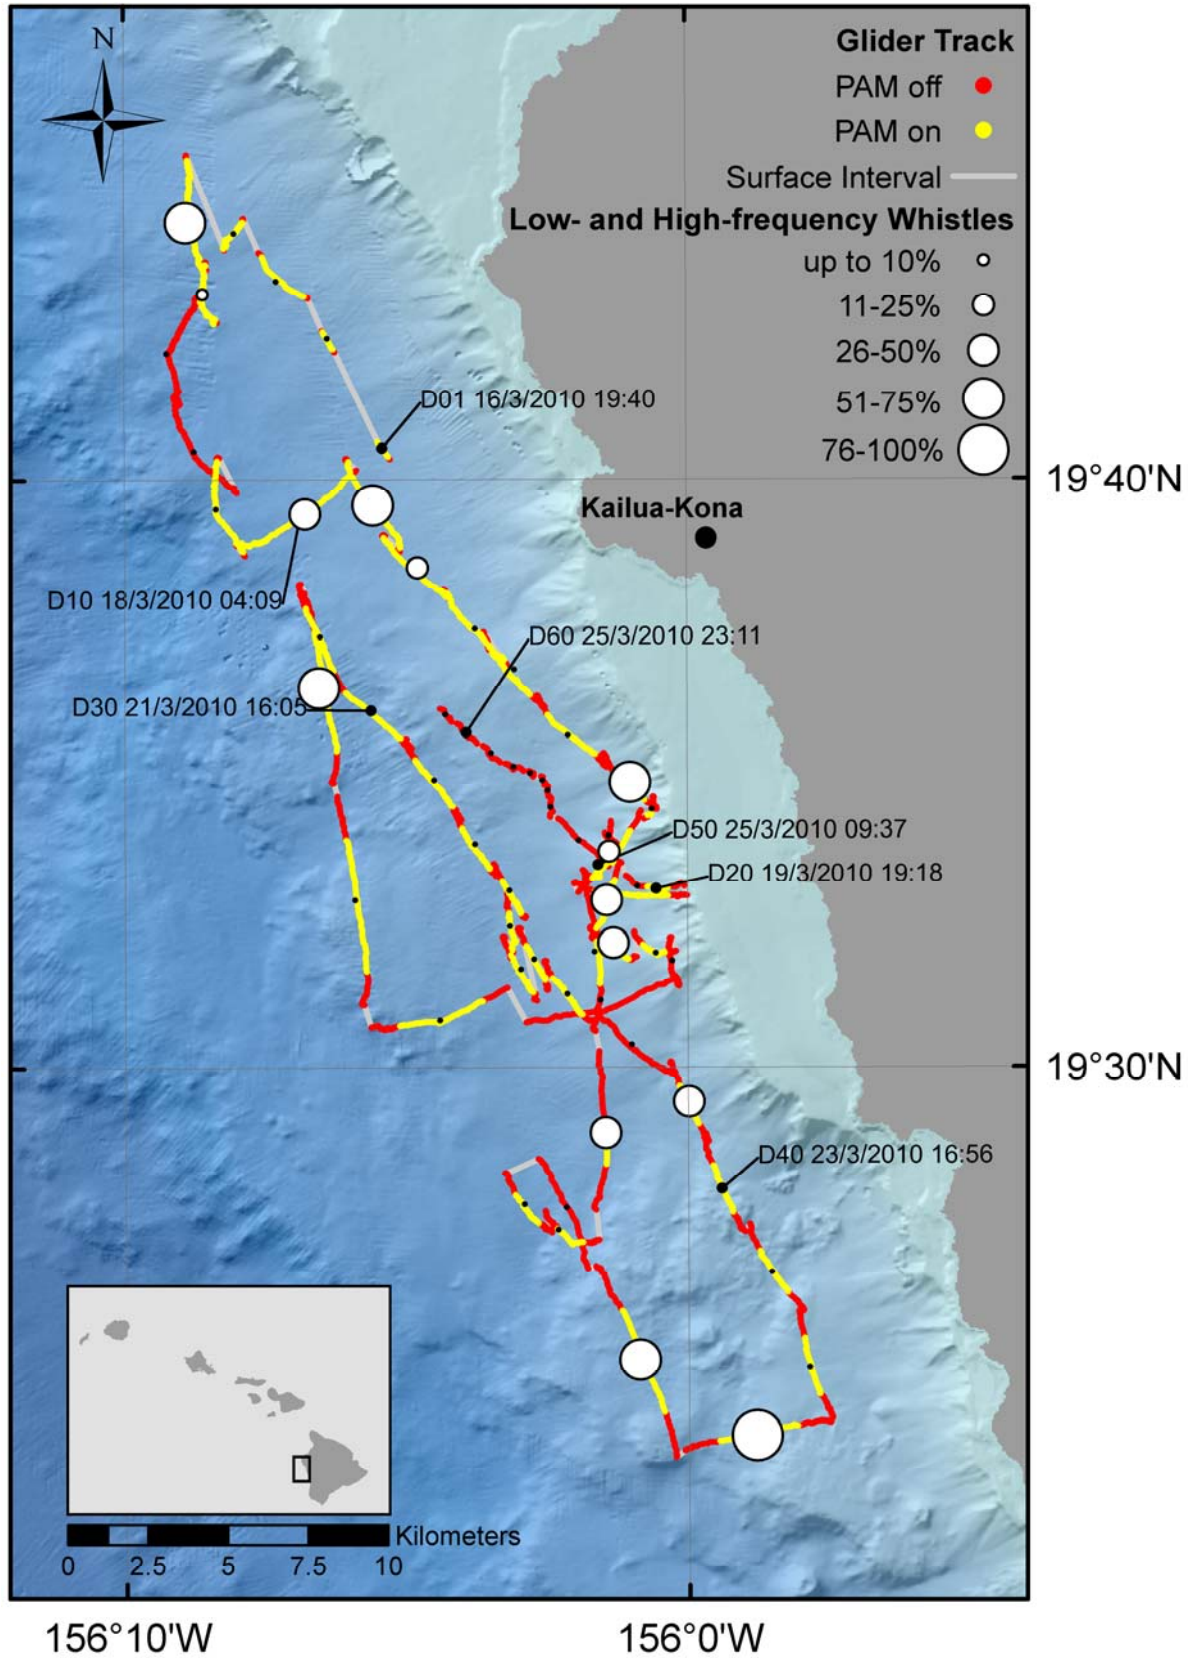 N
Glider Track
PAM off
PAM on
Surface Interval
Low- and High-frequency Whistles
up to 10%
11-25%
26-50%
51-75%
76-100%
D01 16/3/2010 19:40
19°40'N
Kailua-Kona
D10 18/3/2010 04:09
D60 25/3/2010 23:11
D30 21/3/2010 16:05
D50 25/3/2010 09:37
D20 19/3/2010 19:18
19°30'N
D40 23/3/2010 16:56
Kilometers
0 2.5 5 7.5 10
156°10'W 156°0'W